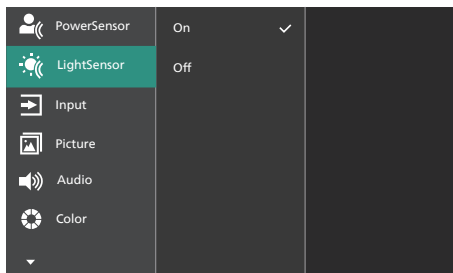 PowerSensor
On
LightSensor
Off
Input
Picture
Audio
Color